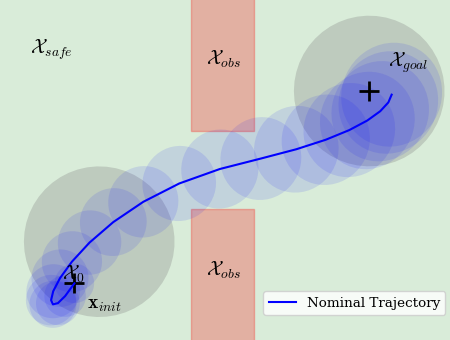 𝒳_safe
𝒳_obs
𝒳_goal
𝒳_0
x_init
𝒳_obs
Nominal Trajectory